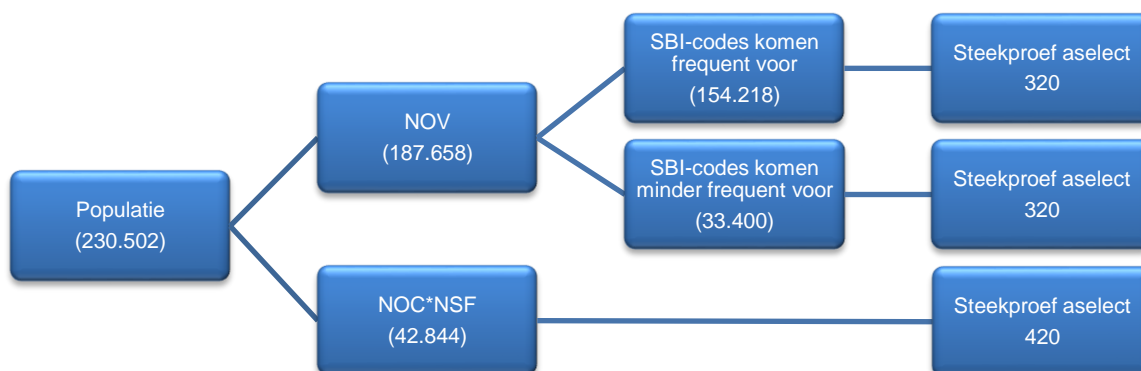 Populatie
(230.502)
NOV
(187.658)
NOC*NSF
(42.844)
SBI-codes komen
frequent voor
(154.218)
SBI-codes komen
minder frequent voor
(33.400)
Steekproef aselect
320
Steekproef aselect
320
Steekproef aselect
420